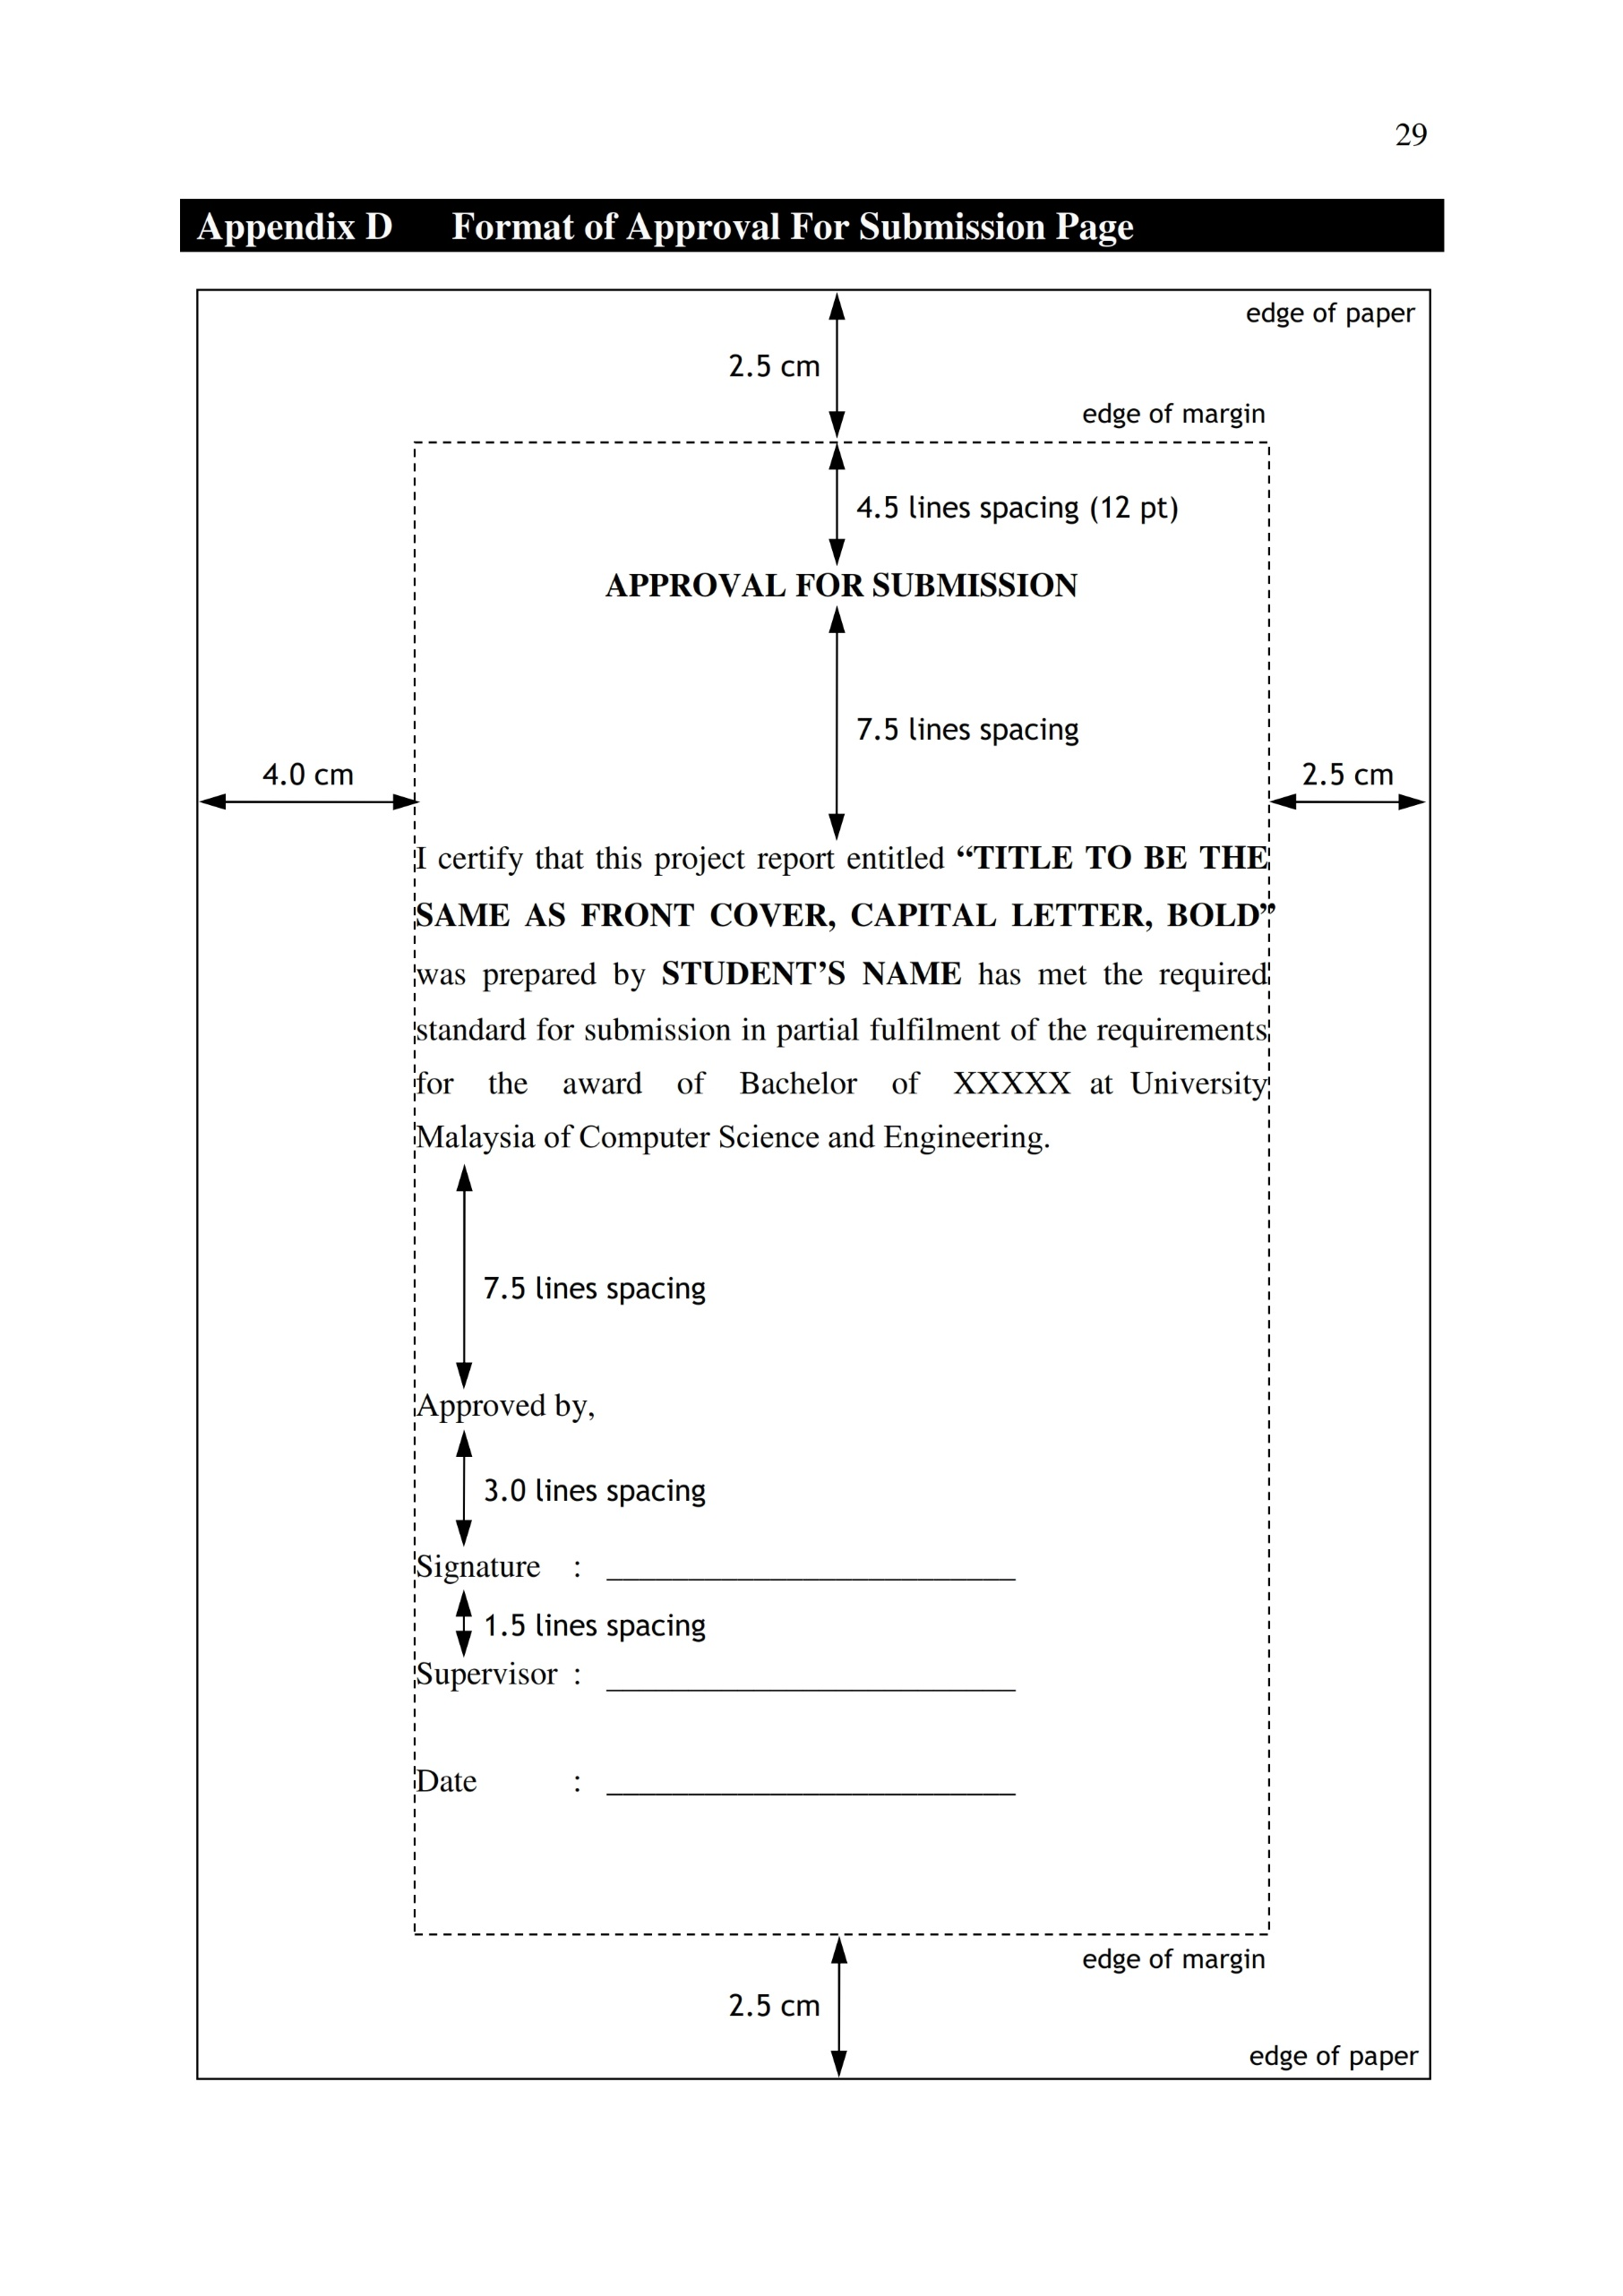 29
Appendix D Format of Approval For Submission Page
edge of paper
2.5 cm
edge of margin
4.5 lines spacing (12 pt)
APPROVAL FOR SUBMISSION
7.5 lines spacing
4.0 cm
2.5 cm
I certify that this project report entitled “TITLE TO BE THE
SAME AS FRONT COVER, CAPITAL LETTER, BOLD”
was prepared by STUDENT’S NAME has met the required
standard for submission in partial fulfilment of the requirements
for the award of Bachelor of XXXXX at University
Malaysia of Computer Science and Engineering.
7.5 lines spacing
Approved by,
3.0 lines spacing
Signature : _________________________
1.5 lines spacing
Supervisor : _________________________
Date : _________________________
edge of margin
2.5 cm
edge of paper